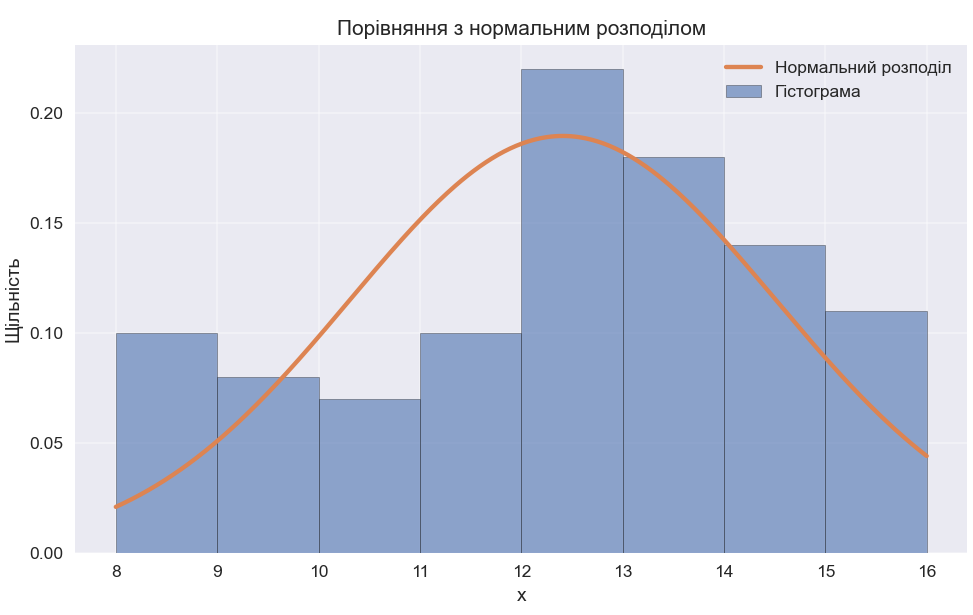 Порівняння з нормальним розподілом
Нормальний розподіл
Гістограма
Щільність
0.20
0.15
0.10
0.05
0.00
8 9 10 11 12 13 14 15 16
x